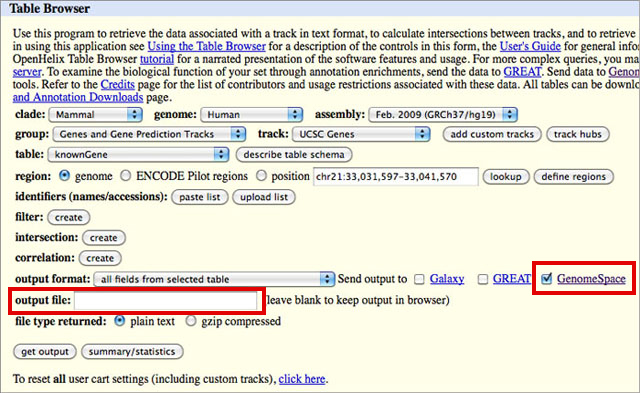 Table Browser
Use this program to retrieve the data associated with a track in text format, to calculate intersections between tracks, and to retrieve
in using this application see Using the Table Browser for a description of the controls in this form, the User's Guide for general infor
OpenHelix Table Browser tutorial for a narrated presentation of the software features and usage. For more complex queries, you ma
server. To examine the biological function of your set through annotation enrichments, send the data to GREAT. Send data to Genom
tools. Refer to the Credits page for the list of contributors and usage restrictions associated with these data. All tables can be downlo
and Annotation Downloads page.
clade: Mammal genome: Human assembly: Feb. 2009 (GRCh37/hg19)
group: Genes and Gene Prediction Tracks track: UCSC Genes add custom tracks track hubs
table: knownGene describe table schema
region: genome ENCODE Pilot regions position chr21:33,031,597-33,041,570 lookup define regions
identifiers (names/accessions): paste list upload list
filter: create
intersection: create
correlation: create
output format: all fields from selected table Send output to Galaxy GREAT GenomeSpace
output file: leave blank to keep output in browser)
file type returned: plain text gzip compressed
get output summary/statistics
To reset all user cart settings (including custom tracks), click here.